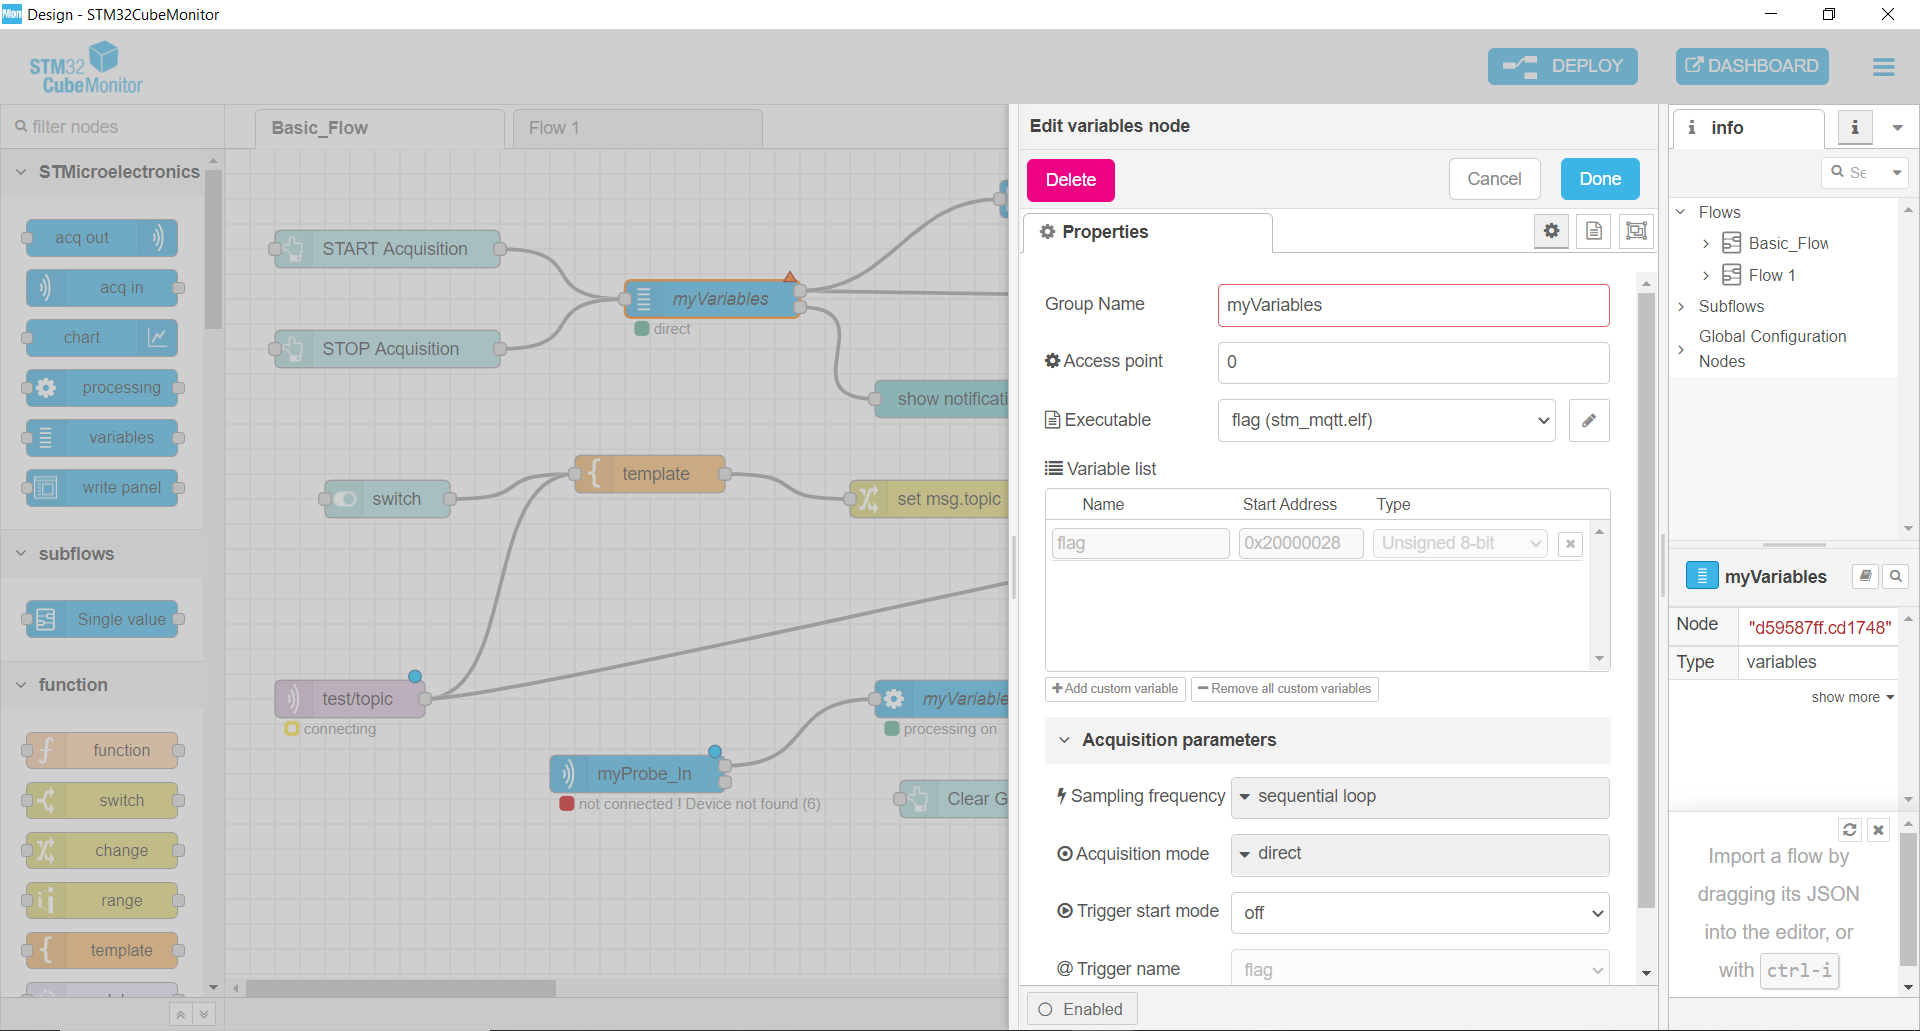 Mon Design - STM32CubeMonitor
STM32
CubeMonitor
DEPLOY
DASHBOARD
filter nodes
STMicroelectronics
acq out
acq in
chart
processing
variables
write panel
subflows
Single value
function
function
switch
change
range
template
Basic_Flow
Flow 1
START Acquisition
STOP Acquisition
myVariables
direct
show notificati
template
switch
set msg.topic
test/topic
connecting
myVariable
processing on
myProbe_In
not connected ! Device not found (6)
Clear G
Edit variables node
Delete
Cancel
Done
Properties
Group Name
myVariables
Access point
0
Executable
flag (stm_mqtt.elf)
Variable list
Name Start Address Type
flag 0x20000028 Unsigned 8-bit
Add custom variable
Remove all custom variables
Acquisition parameters
Sampling frequency
sequential loop
Acquisition mode
direct
Trigger start mode
off
@ Trigger name
flag
Enabled
i info
i
Se
Flows
Basic_Flow
Flow 1
Subflows
Global Configuration
Nodes
myVariables
Node "d59587ff.cd1748"
Type variables
show more
Import a flow by
dragging its JSON
into the editor, or
with ctrl-i